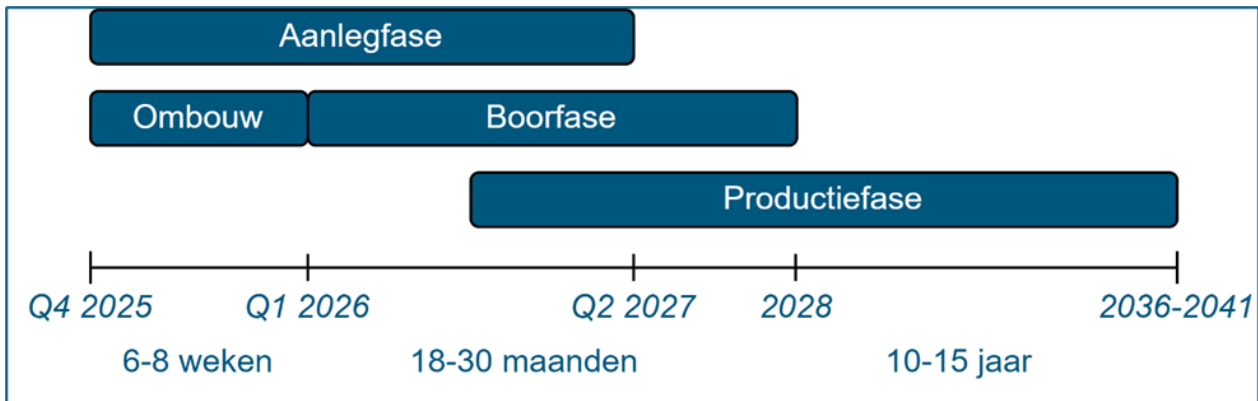 Aanlegfase
Ombouw Boorfase
Productiefase
Q4 2025 Q1 2026 Q2 2027 2028 2036-2041
6-8 weken 18-30 maanden 10-15 jaar